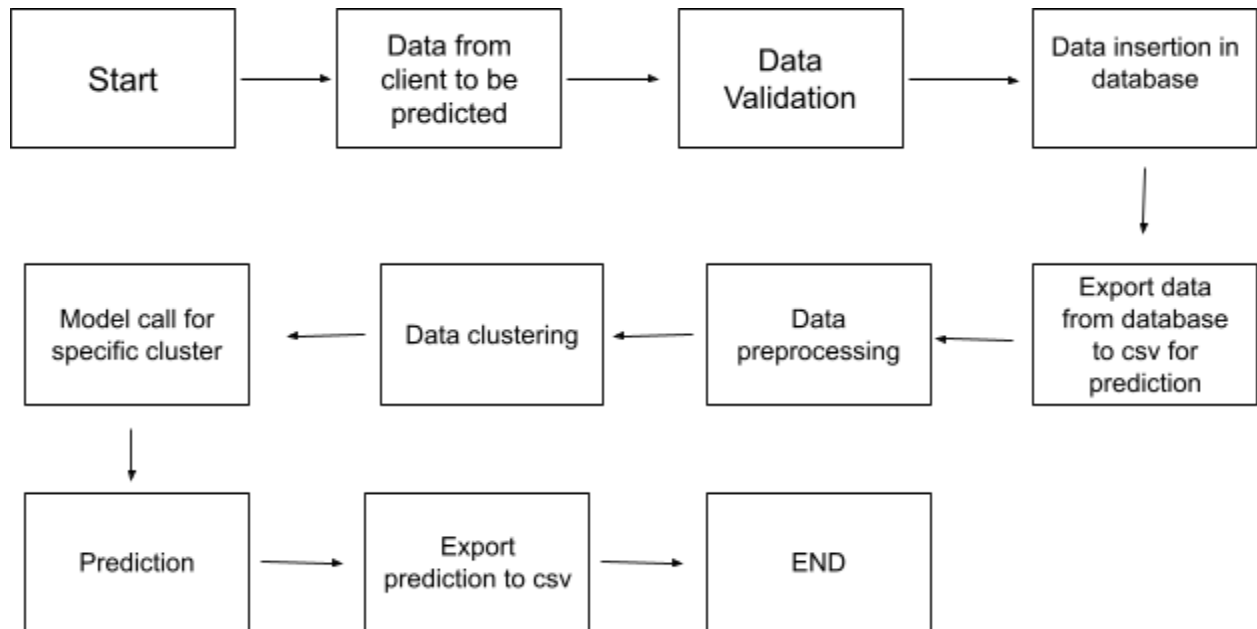 Start
Data from
client to be
predicted
Data
Validation
Data insertion in
database
Export data
from database
to csv for
prediction
Data
preprocessing
Data clustering
Model call for
specific cluster
Prediction
Export
prediction to csv
END